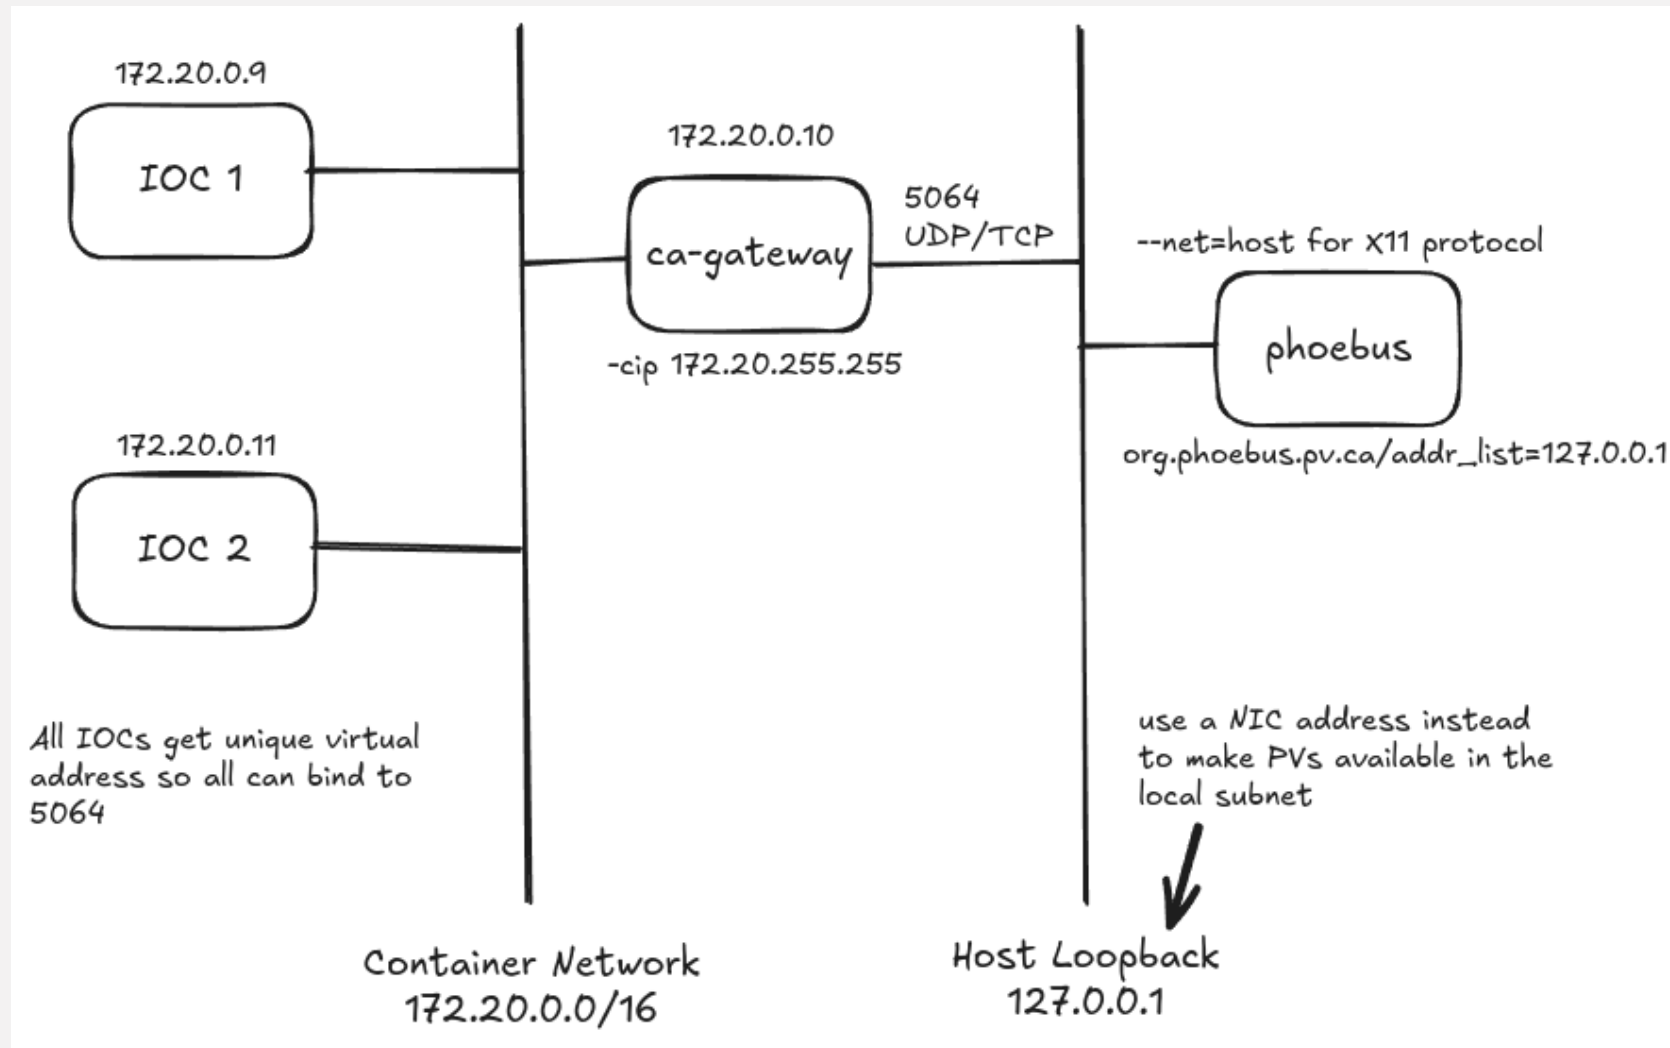 172.20.0.9
IOC 1
172.20.0.10
ca-gateway
5064
UDP/TCP
-cip 172.20.255.255
--net=host for X11 protocol
phoebus
org.phoebus.pv.ca/addr_list=127.0.0.1
172.20.0.11
IOC 2
All IOCs get unique virtual
address so all can bind to
5064
use a NIC address instead
to make PVs available in the
local subnet
Container Network
172.20.0.0/16
Host Loopback
127.0.0.1